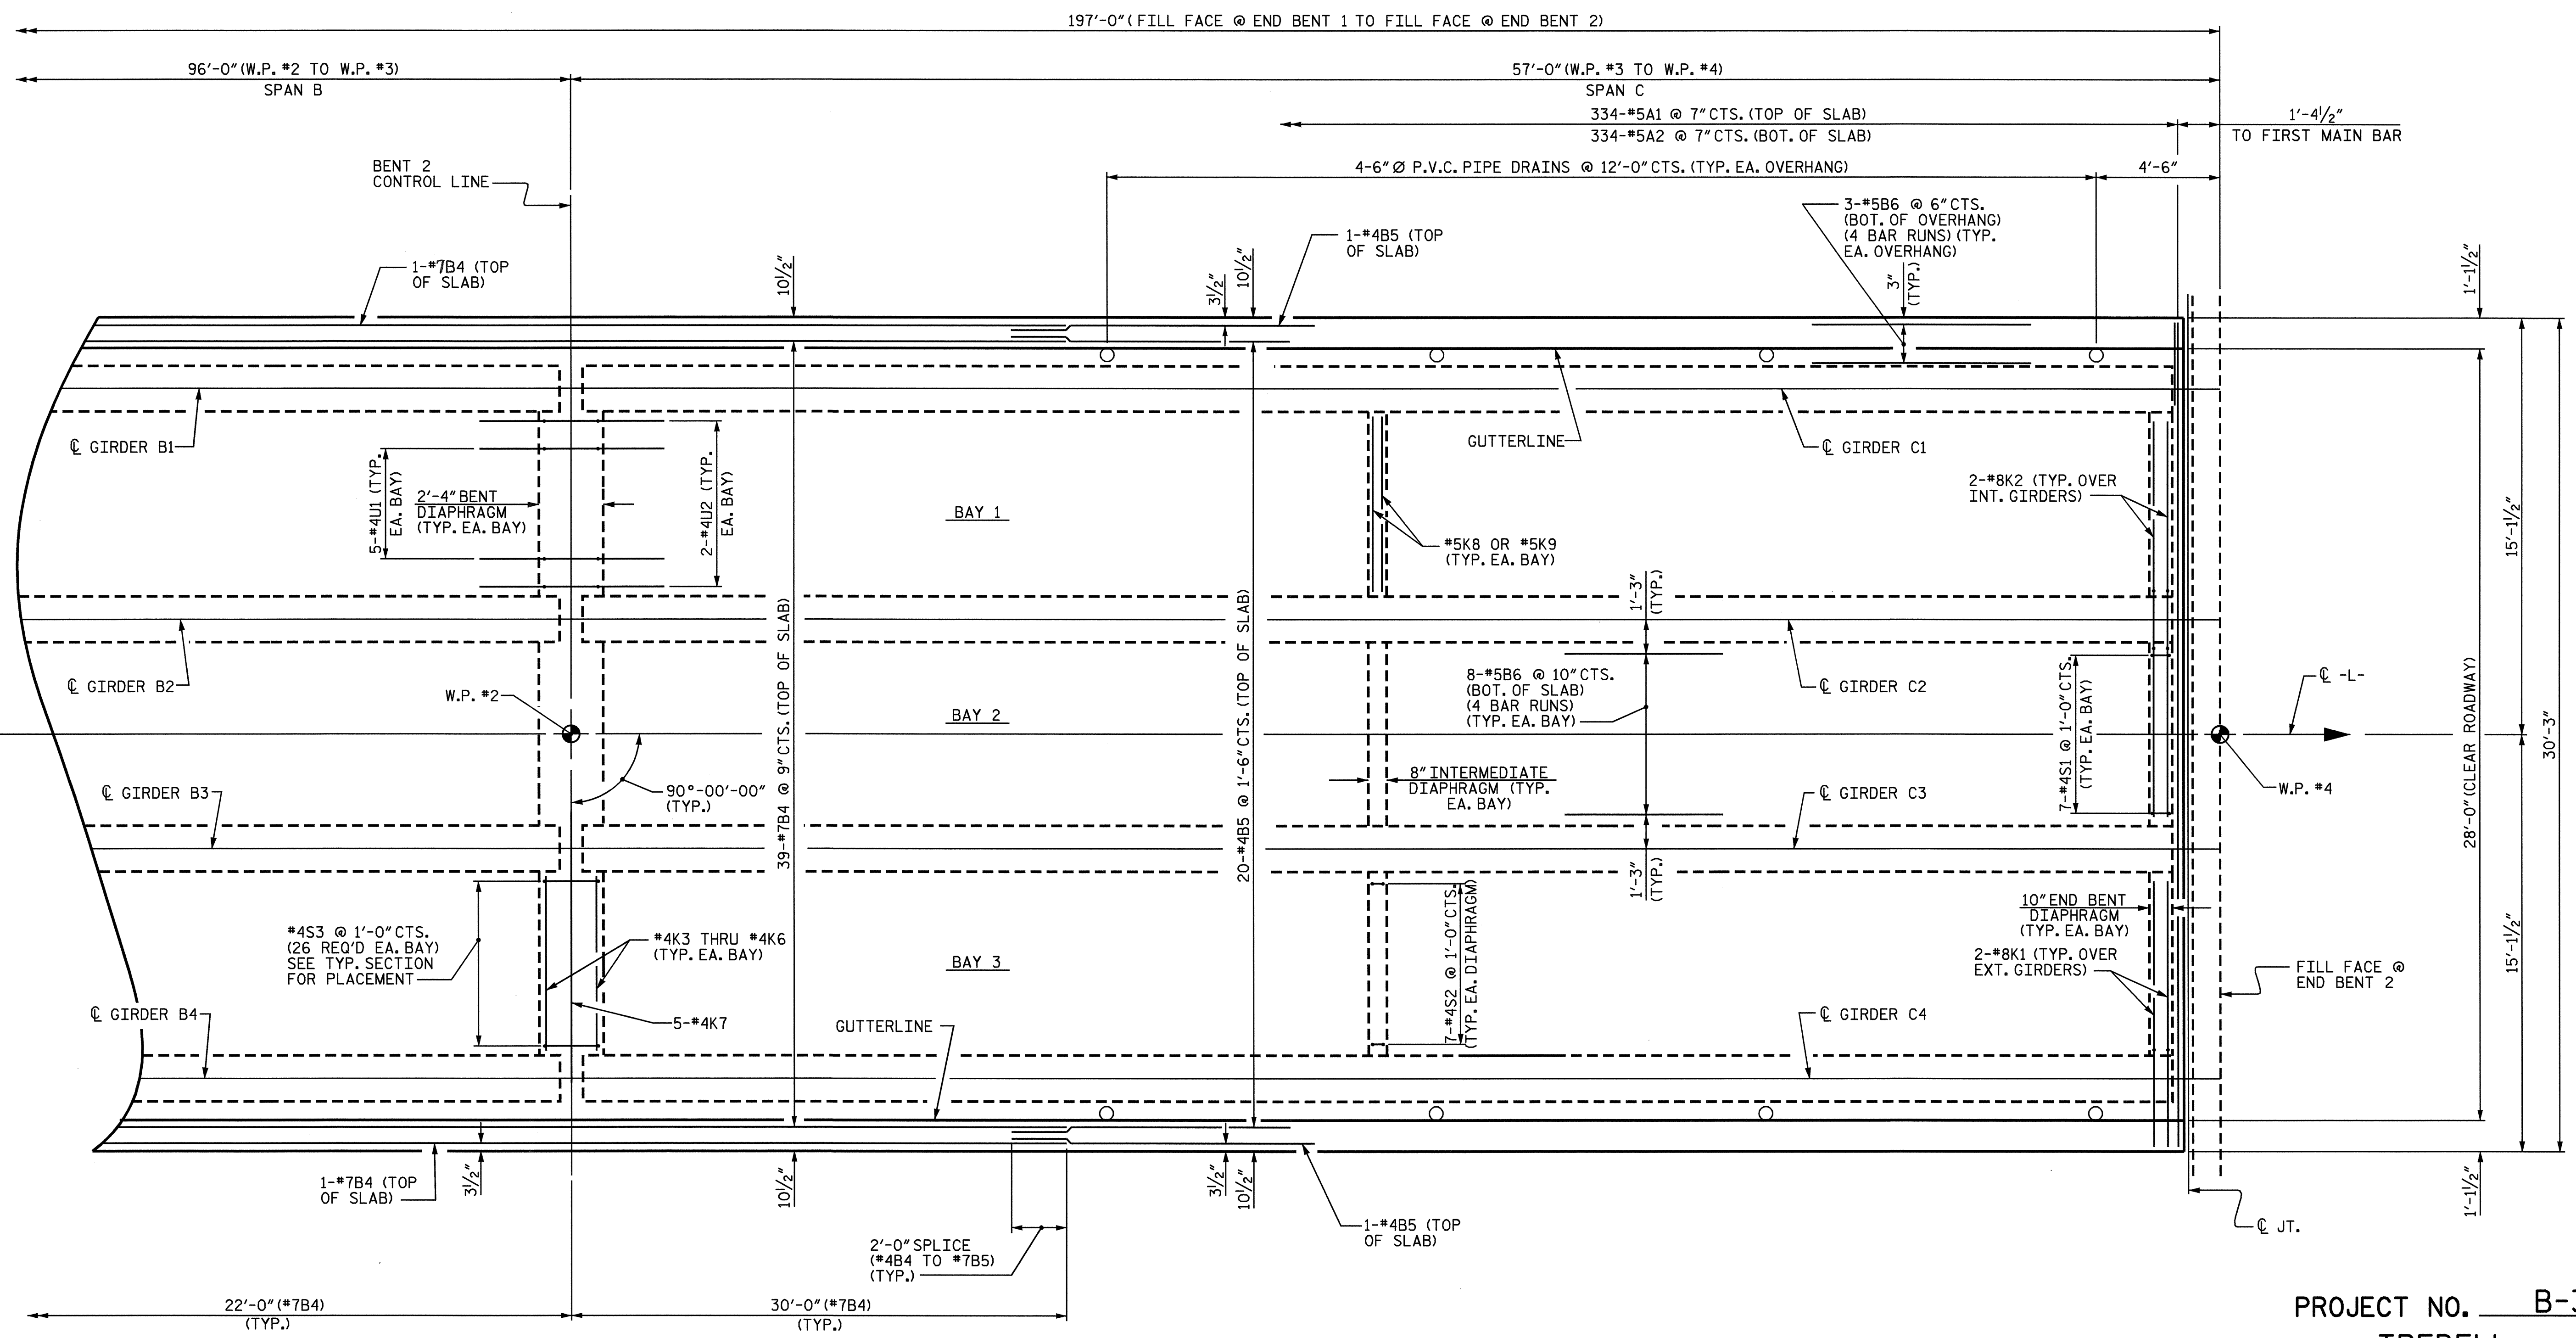 197'-0" (FILL FACE @ END BENT 1 TO FILL FACE @ END BENT 2)
96'-0" (W.P. #2 TO W.P. #3)
SPAN B
57'-0" (W.P. #3 TO W.P. #4)
SPAN C
334-#5A1 @ 7" CTS. (TOP OF SLAB)
334-#5A2 @ 7" CTS. (BOT. OF SLAB)
1'-4½"
TO FIRST MAIN BAR
BENT 2
CONTROL LINE
4-6" Ø P.V.C. PIPE DRAINS @ 12'-0" CTS. (TYP. EA. OVERHANG)
4'-6"
3-#5B6 @ 6" CTS.
(BOT. OF OVERHANG)
(4 BAR RUNS) (TYP.
EA. OVERHANG)
1-#7B4 (TOP
OF SLAB)
10½"
3½"
10½"
1-#4B5 (TOP
OF SLAB)
3"
(TYP.)
1'-1½"
℄ GIRDER B1
5-#4U1 (TYP.
EA. BAY)
2'-4" BENT
DIAPHRAGM
(TYP. EA. BAY)
2-#4U2 (TYP.
EA. BAY)
BAY 1
#5K8 OR #5K9
(TYP. EA. BAY)
GUTTERLINE
℄ GIRDER C1
2-#8K2 (TYP. OVER
INT. GIRDERS)
15'-1½"
1'-3"
(TYP.)
℄ GIRDER B2
W.P. #2
39-#7B4 @ 9" CTS. (TOP OF SLAB)
BAY 2
20-#4B5 @ 1'-6" CTS. (TOP OF SLAB)
8-#5B6 @ 10" CTS.
(BOT. OF SLAB)
(4 BAR RUNS)
(TYP. EA. BAY)
℄ GIRDER C2
7-#4S1 @ 1'-0" CTS.
(TYP. EA. BAY)
℄ -L-
28'-0" (CLEAR ROADWAY)
30'-3"
℄ GIRDER B3
90°-00'-00"
(TYP.)
8" INTERMEDIATE
DIAPHRAGM (TYP.
EA. BAY)
℄ GIRDER C3
W.P. #4
1'-3"
(TYP.)
#4S3 @ 1'-0" CTS.
(26 REQ'D EA. BAY)
SEE TYP. SECTION
FOR PLACEMENT
#4K3 THRU #4K6
(TYP. EA. BAY)
BAY 3
7-#4S2 @ 1'-0" CTS.
(TYP. EA. DIAPHRAGM)
10" END BENT
DIAPHRAGM
(TYP. EA. BAY)
2-#8K1 (TYP. OVER
EXT. GIRDERS)
FILL FACE @
END BENT 2
15'-1½"
℄ GIRDER B4
5-#4K7
GUTTERLINE
℄ GIRDER C4
1-#7B4 (TOP
OF SLAB)
3½"
10½"
3½"
10½"
1-#4B5 (TOP
OF SLAB)
1'-1½"
℄ JT.
2'-0" SPLICE
(#4B4 TO #7B5)
(TYP.)
22'-0" (#7B4)
(TYP.)
30'-0" (#7B4)
(TYP.)
PROJECT NO. B-